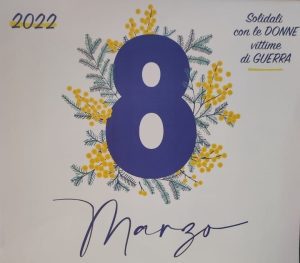 2022
Solidali
con le DONNE
vittime
di GUERRA
8
Marzo